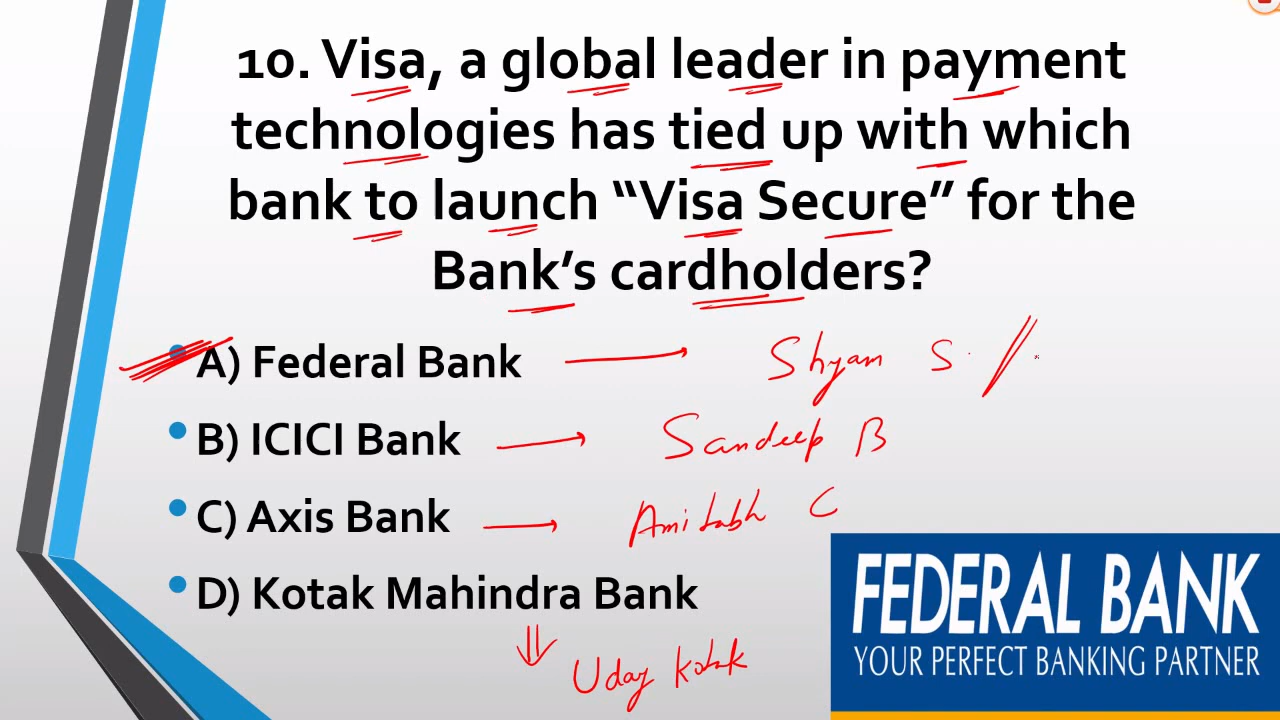 10. Visa, a global leader in payment
technologies has tied up with which
bank to launch “Visa Secure” for the
Bank’s cardholders?
A) Federal Bank → Shyam S.
B) ICICI Bank → Sandeep B
C) Axis Bank → Amitabh C
D) Kotak Mahindra Bank
Uday Kotak
FEDERAL BANK
YOUR PERFECT BANKING PARTNER